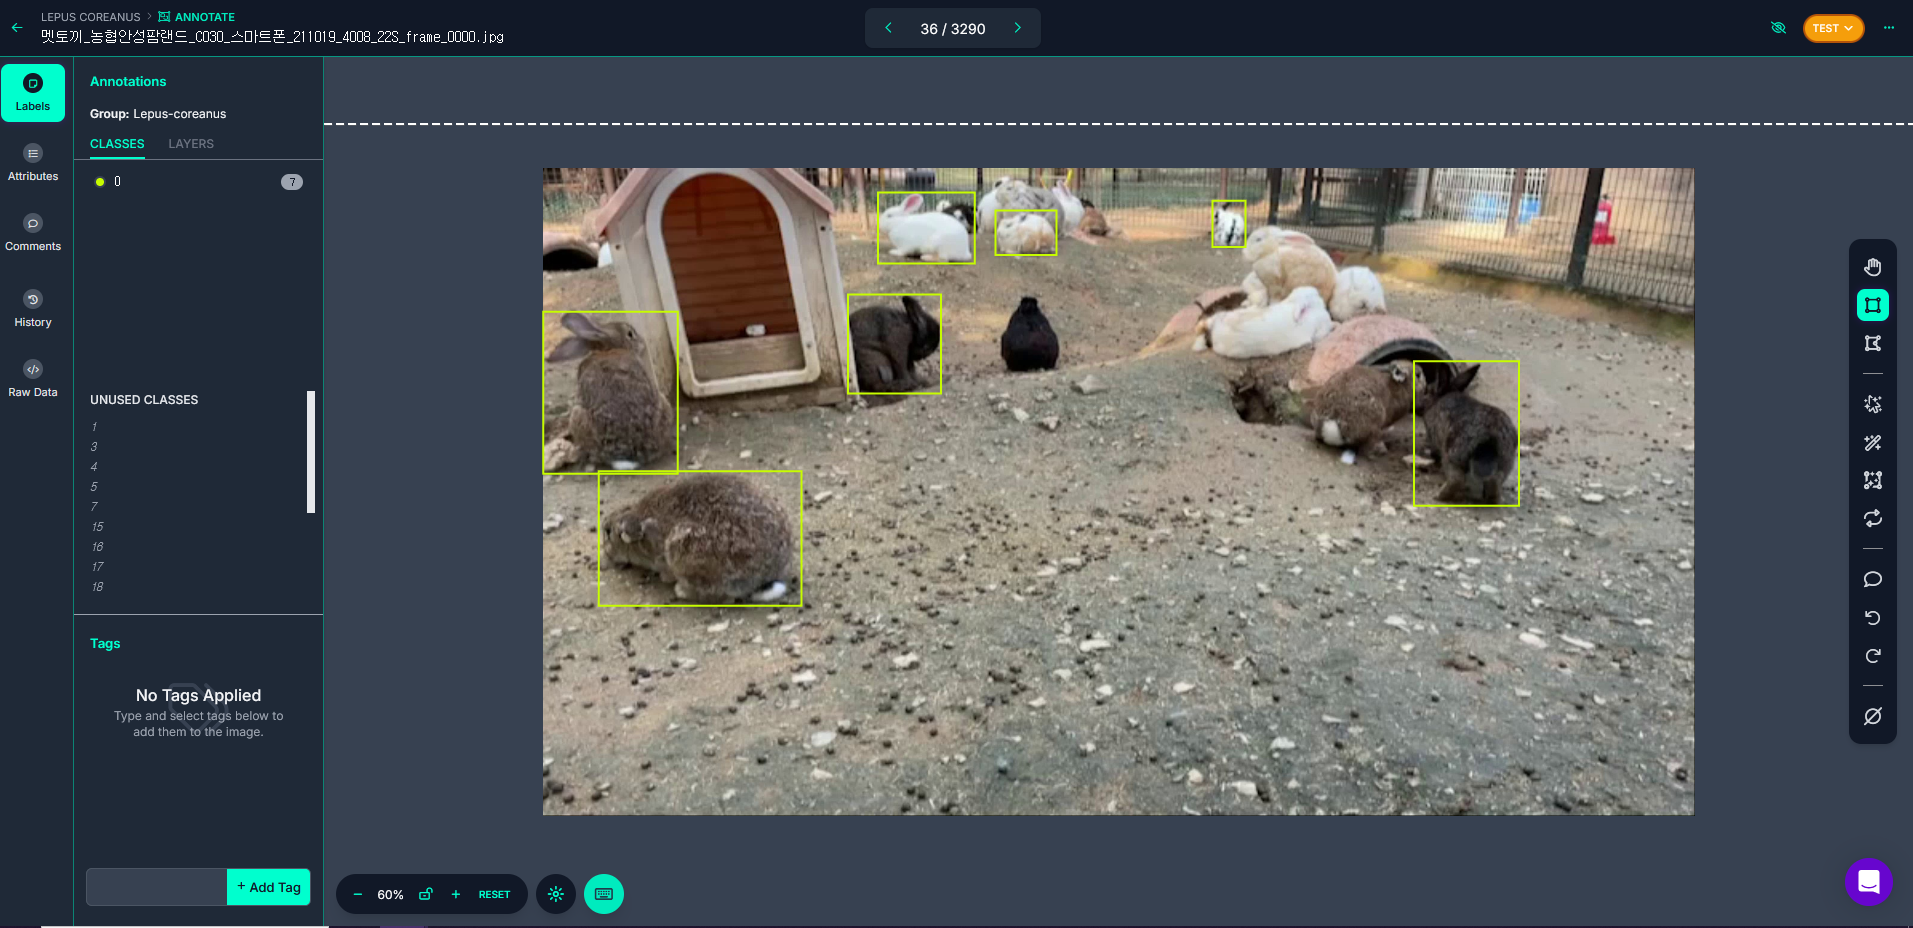 LEPUS COREANUS > ANNOTATE
멧토끼_농협안성팜랜드_C030_스마트폰_211019_4008_22S_frame_0000.jpg
36 / 3290
TEST
Labels
Attributes
Comments
History
Raw Data
Annotations
Group: Lepus-coreanus
CLASSES LAYERS
0 7
UNUSED CLASSES
1
3
4
5
7
15
16
17
18
Tags
No Tags Applied
Type and select tags below to
add them to the image.
+ Add Tag
− 60% + RESET